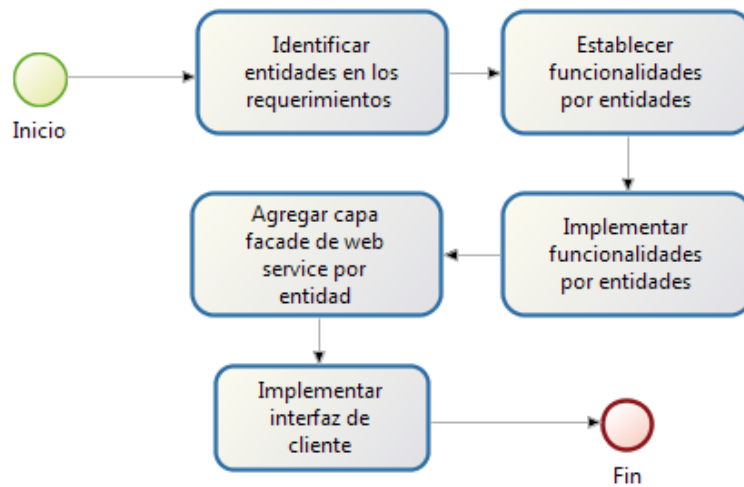 Inicio
Identificar
entidades en los
requerimientos
Establecer
funcionalidades
por entidades
Implementar
funcionalidades
por entidades
Agregar capa
facade de web
service por
entidad
Implementar
interfaz de
cliente
Fin